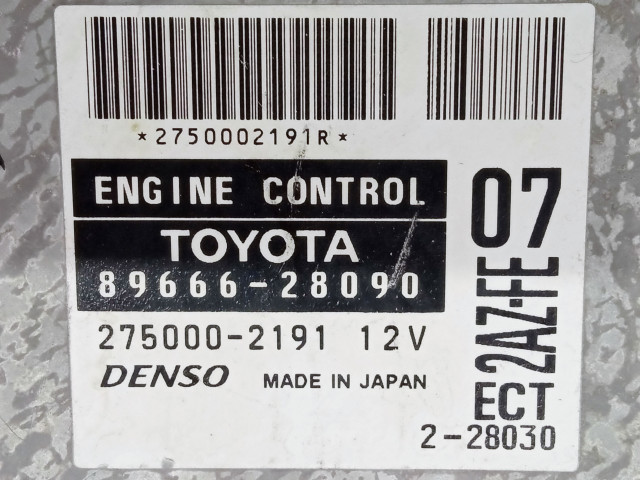 *2750002191R*
ENGINE CONTROL
TOYOTA
89666-28090
275000-2191 12V
DENSO MADE IN JAPAN
07
2AZ-FE
ECT
2-28030